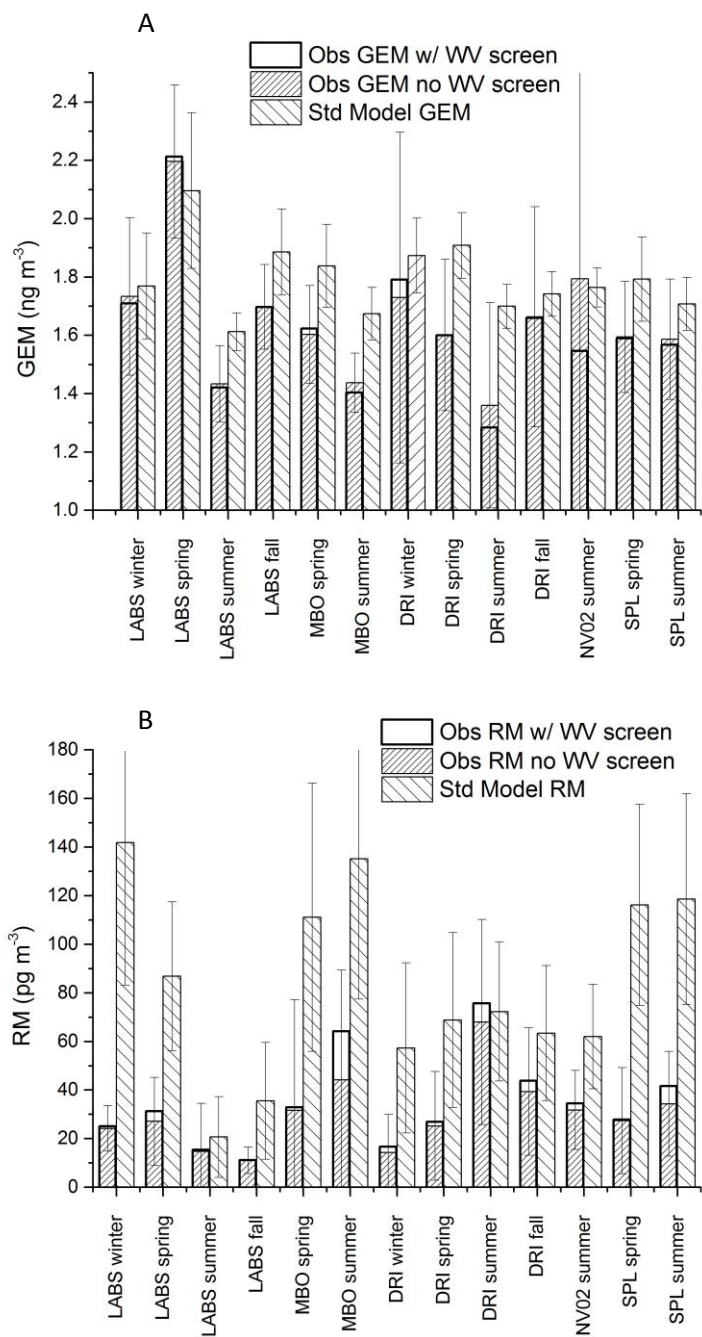 A
Obs GEM w/ WV screen
Obs GEM no WV screen
Std Model GEM
GEM (ng m⁻³)
2.4
2.2
2.0
1.8
1.6
1.4
1.2
1.0
LABS winter
LABS spring
LABS summer
LABS fall
MBO spring
MBO summer
DRI winter
DRI spring
DRI summer
DRI fall
NV02 summer
SPL spring
SPL summer
B
Obs RM w/ WV screen
Obs RM no WV screen
Std Model RM
RM (pg m⁻³)
180
160
140
120
100
80
60
40
20
0
LABS winter
LABS spring
LABS summer
LABS fall
MBO spring
MBO summer
DRI winter
DRI spring
DRI summer
DRI fall
NV02 summer
SPL spring
SPL summer